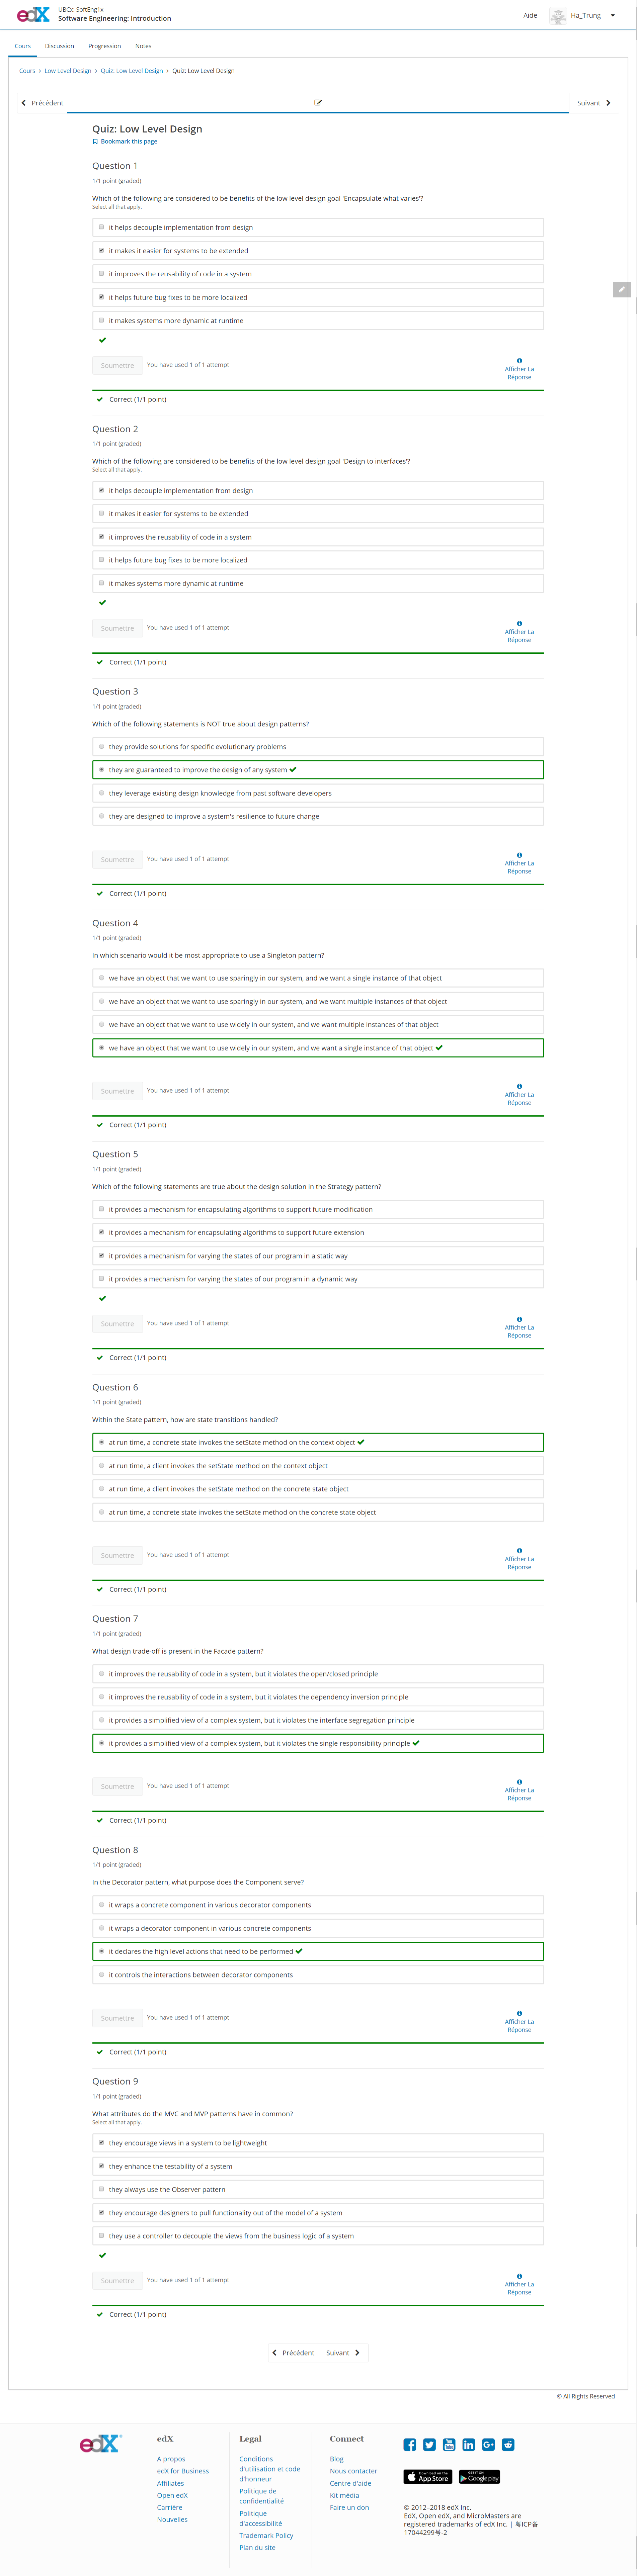 edX
UBCx: SoftEng1x
Software Engineering: Introduction
Aide
Ha_Trung
Cours
Discussion
Progression
Notes
Cours > Low Level Design > Quiz: Low Level Design > Quiz: Low Level Design
Précédent
Suivant
Quiz: Low Level Design
Bookmark this page
Question 1
1/1 point (graded)
Which of the following are considered to be benefits of the low level design goal 'Encapsulate what varies'?
Select all that apply.
it helps decouple implementation from design
it makes it easier for systems to be extended
it improves the reusability of code in a system
it helps future bug fixes to be more localized
it makes systems more dynamic at runtime
Soumettre
You have used 1 of 1 attempt
Afficher La
Réponse
Correct (1/1 point)
Question 2
1/1 point (graded)
Which of the following are considered to be benefits of the low level design goal 'Design to interfaces'?
Select all that apply.
it helps decouple implementation from design
it makes it easier for systems to be extended
it improves the reusability of code in a system
it helps future bug fixes to be more localized
it makes systems more dynamic at runtime
Soumettre
You have used 1 of 1 attempt
Afficher La
Réponse
Correct (1/1 point)
Question 3
1/1 point (graded)
Which of the following statements is NOT true about design patterns?
they provide solutions for specific evolutionary problems
they are guaranteed to improve the design of any system
they leverage existing design knowledge from past software developers
they are designed to improve a system's resilience to future change
Soumettre
You have used 1 of 1 attempt
Afficher La
Réponse
Correct (1/1 point)
Question 4
1/1 point (graded)
In which scenario would it be most appropriate to use a Singleton pattern?
we have an object that we want to use sparingly in our system, and we want a single instance of that object
we have an object that we want to use sparingly in our system, and we want multiple instances of that object
we have an object that we want to use widely in our system, and we want multiple instances of that object
we have an object that we want to use widely in our system, and we want a single instance of that object
Soumettre
You have used 1 of 1 attempt
Afficher La
Réponse
Correct (1/1 point)
Question 5
1/1 point (graded)
Which of the following statements are true about the design solution in the Strategy pattern?
it provides a mechanism for encapsulating algorithms to support future modification
it provides a mechanism for encapsulating algorithms to support future extension
it provides a mechanism for varying the states of our program in a static way
it provides a mechanism for varying the states of our program in a dynamic way
Soumettre
You have used 1 of 1 attempt
Afficher La
Réponse
Correct (1/1 point)
Question 6
1/1 point (graded)
Within the State pattern, how are state transitions handled?
at run time, a concrete state invokes the setState method on the context object
at run time, a client invokes the setState method on the context object
at run time, a client invokes the setState method on the concrete state object
at run time, a concrete state invokes the setState method on the concrete state object
Soumettre
You have used 1 of 1 attempt
Afficher La
Réponse
Correct (1/1 point)
Question 7
1/1 point (graded)
What design trade-off is present in the Facade pattern?
it improves the reusability of code in a system, but it violates the open/closed principle
it improves the reusability of code in a system, but it violates the dependency inversion principle
it provides a simplified view of a complex system, but it violates the interface segregation principle
it provides a simplified view of a complex system, but it violates the single responsibility principle
Soumettre
You have used 1 of 1 attempt
Afficher La
Réponse
Correct (1/1 point)
Question 8
1/1 point (graded)
In the Decorator pattern, what purpose does the Component serve?
it wraps a concrete component in various decorator components
it wraps a decorator component in various concrete components
it declares the high level actions that need to be performed
it controls the interactions between decorator components
Soumettre
You have used 1 of 1 attempt
Afficher La
Réponse
Correct (1/1 point)
Question 9
1/1 point (graded)
What attributes do the MVC and MVP patterns have in common?
Select all that apply.
they encourage views in a system to be lightweight
they enhance the testability of a system
they always use the Observer pattern
they encourage designers to pull functionality out of the model of a system
they use a controller to decouple the views from the business logic of a system
Soumettre
You have used 1 of 1 attempt
Afficher La
Réponse
Correct (1/1 point)
Précédent
Suivant
© All Rights Reserved
edX
edX
A propos
edX for Business
Affiliates
Open edX
Carrière
Nouvelles
Legal
Conditions
d'utilisation et code
d'honneur
Politique de
confidentialité
Politique
d'accessibilité
Trademark Policy
Plan du site
Connect
Blog
Nous contacter
Centre d'aide
Kit média
Faire un don
Download on the
App Store
GET IT ON
Google play
© 2012–2018 edX Inc.
EdX, Open edX, and MicroMasters are
registered trademarks of edX Inc. | 粤ICP备
17044299号-2